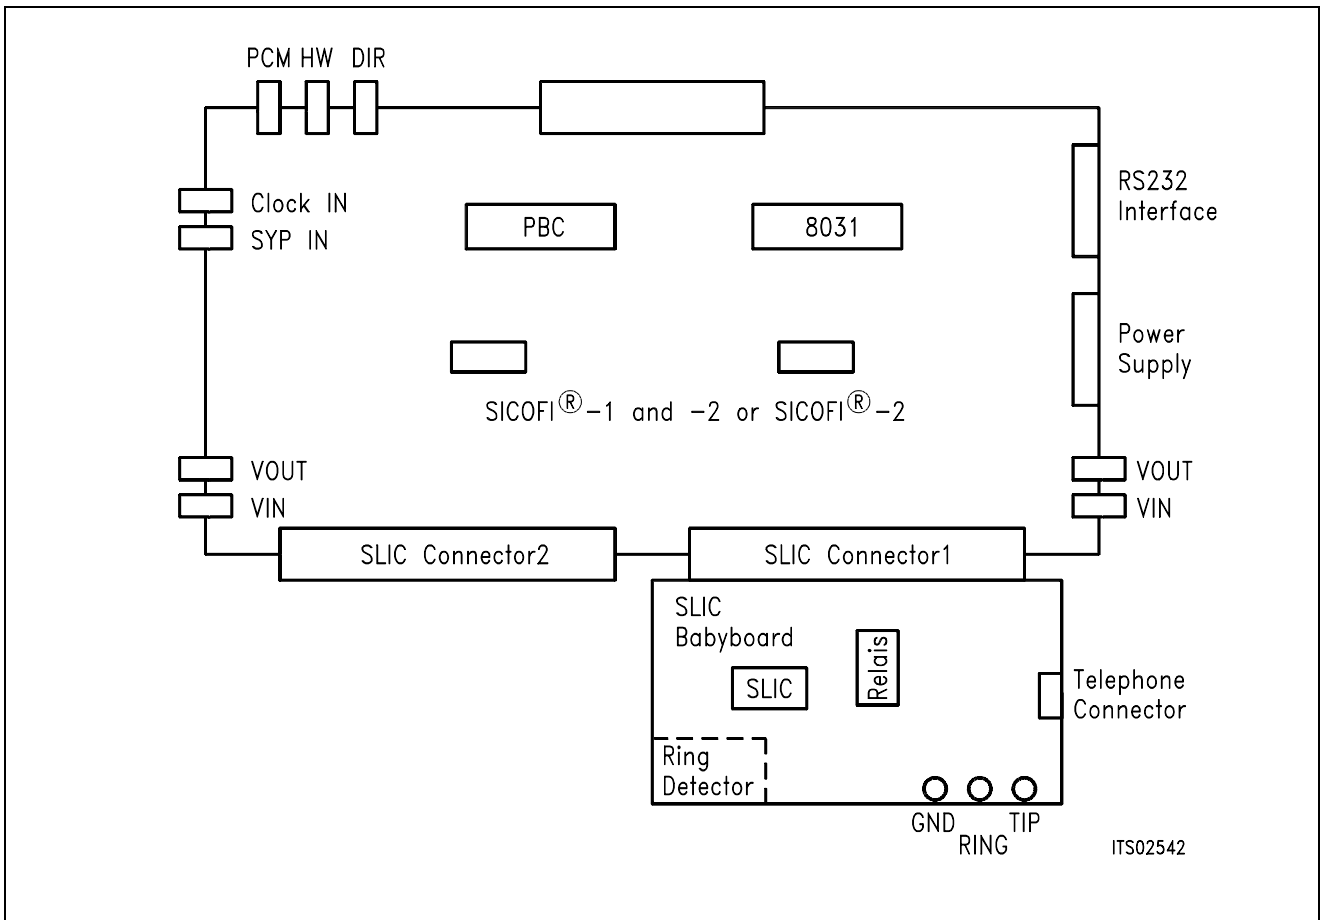 PCM HW DIR
Clock IN
SYP IN
RS232
Interface
PBC
8031
Power
Supply
SICOFI®-1 and -2 or SICOFI®-2
VOUT
VIN
VOUT
VIN
SLIC Connector2
SLIC Connector1
SLIC
Babyboard
SLIC
Relais
Telephone
Connector
Ring
Detector
GND
RING
TIP
ITS02542